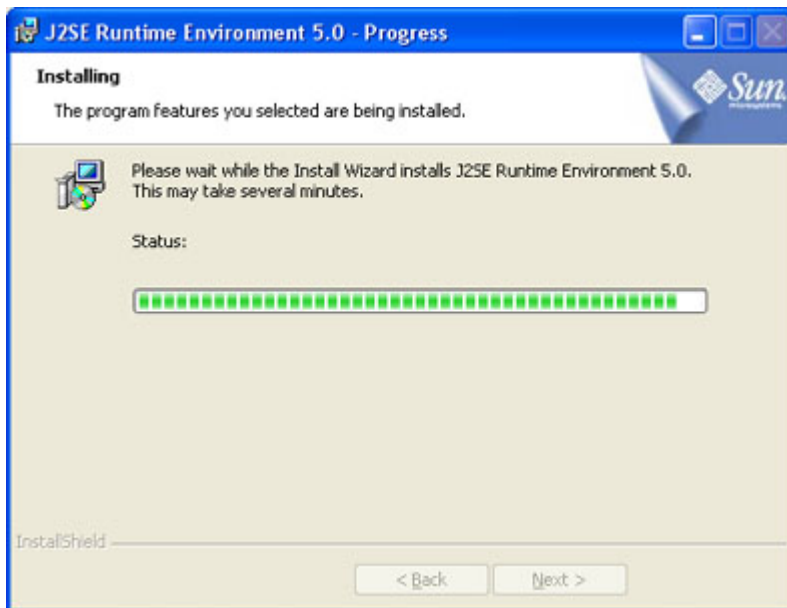 J2SE Runtime Environment 5.0 - Progress
Installing
The program features you selected are being installed.
Sun
microsystems
Please wait while the Install Wizard installs J2SE Runtime Environment 5.0.
This may take several minutes.
Status:
InstallShield
< Back
Next >